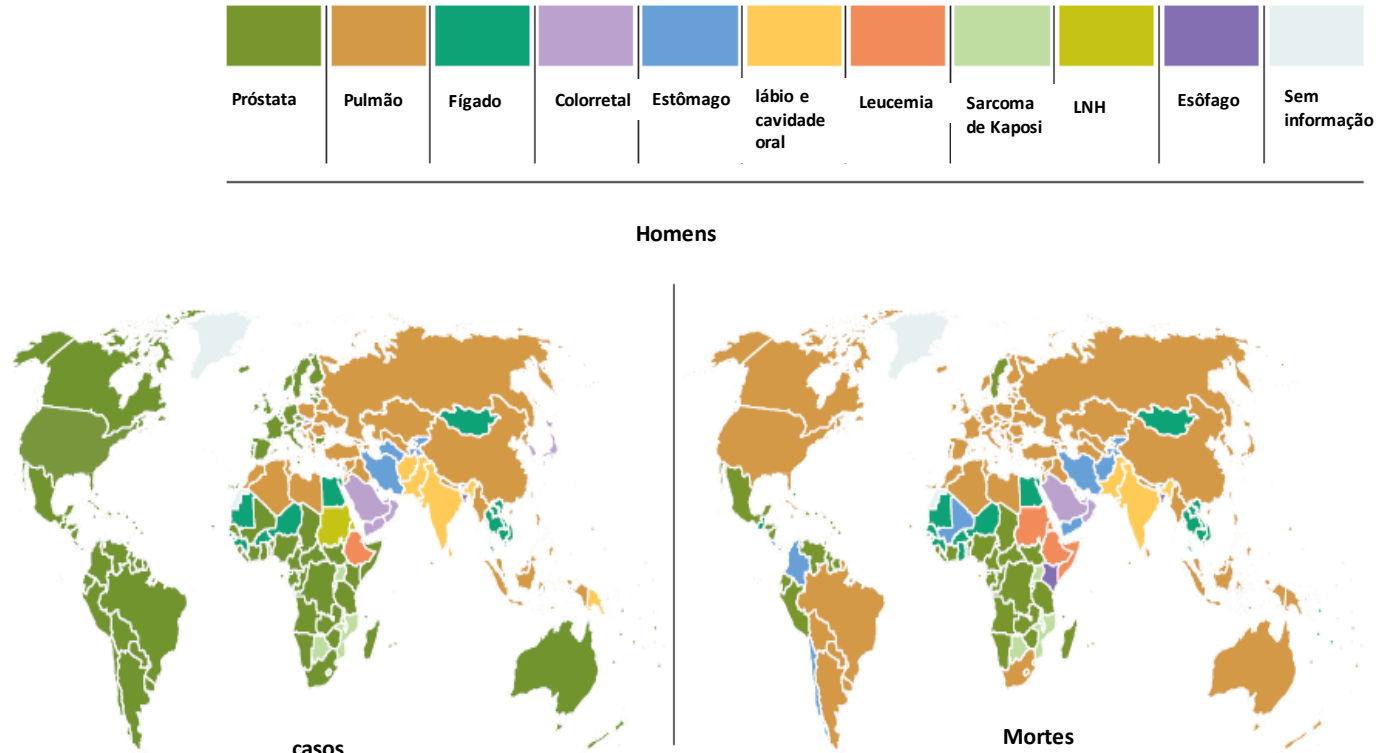 Próstata
Pulmão
Fígado
Colorretal
Estômago
lábio e
cavidade
oral
Leucemia
Sarcoma
de Kaposi
LNH
Esôfago
Sem
informação
Homens
casos
Mortes